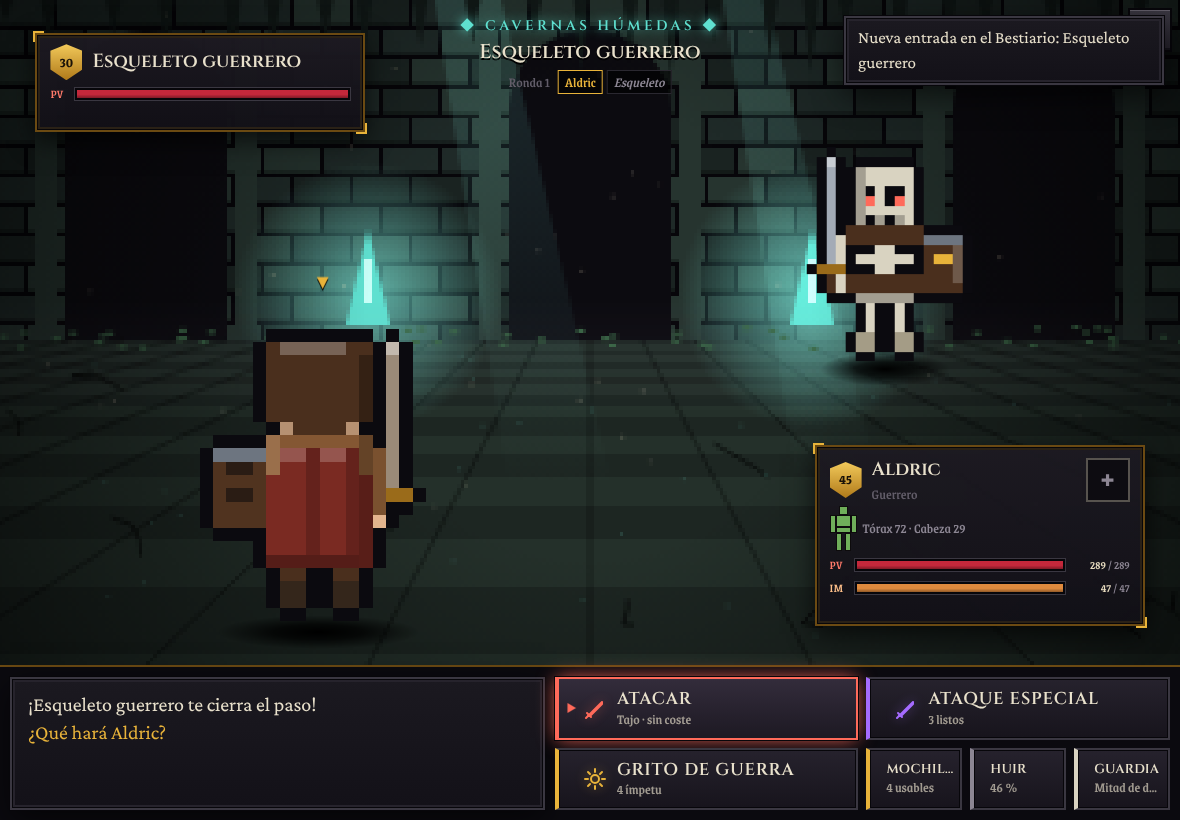 CAVERNAS HÚMEDAS
ESQUELETO GUERRERO
Ronda 1 Aldric Esqueleto
30 ESQUELETO GUERRERO
PV
Nueva entrada en el Bestiario: Esqueleto
guerrero
45 ALDRIC +
Guerrero
Tórax 72 · Cabeza 29
PV 289 / 289
IM 47 / 47
¡Esqueleto guerrero te cierra el paso!
¿Qué hará Aldric?
ATACAR
Tajo · sin coste
ATAQUE ESPECIAL
3 listos
GRITO DE GUERRA
4 ímpetu
MOCHIL...
4 usables
HUIR
46 %
GUARDIA
Mitad de d...